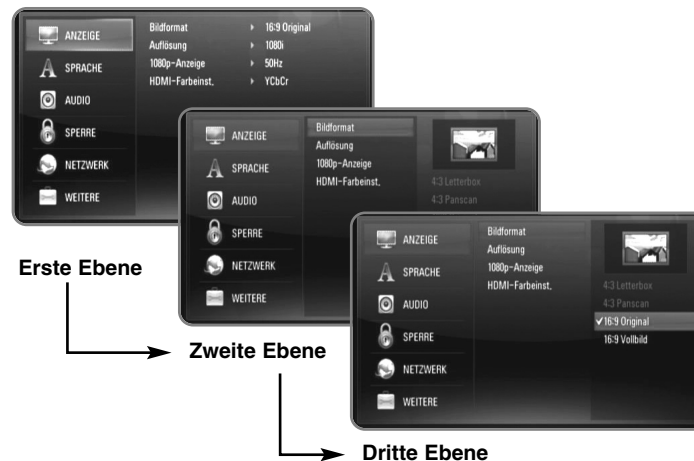 ANZEIGE
SPRACHE
AUDIO
SPERRE
NETZWERK
WEITERE
Bildformat 16:9 Original
Auflösung 1080i
1080p-Anzeige 50Hz
HDMI-Farbeinst. YCbCr
Erste Ebene
ANZEIGE
SPRACHE
AUDIO
SPERRE
NETZWERK
WEITERE
Bildformat
Auflösung
1080p-Anzeige
HDMI-Farbeinst.
4:3 Letterbox
4:3 Panscan
Zweite Ebene
ANZEIGE
SPRACHE
AUDIO
SPERRE
NETZWERK
WEITERE
Bildformat
Auflösung
1080p-Anzeige
HDMI-Farbeinst.
4:3 Letterbox
4:3 Panscan
✓16:9 Original
16:9 Vollbild
Dritte Ebene